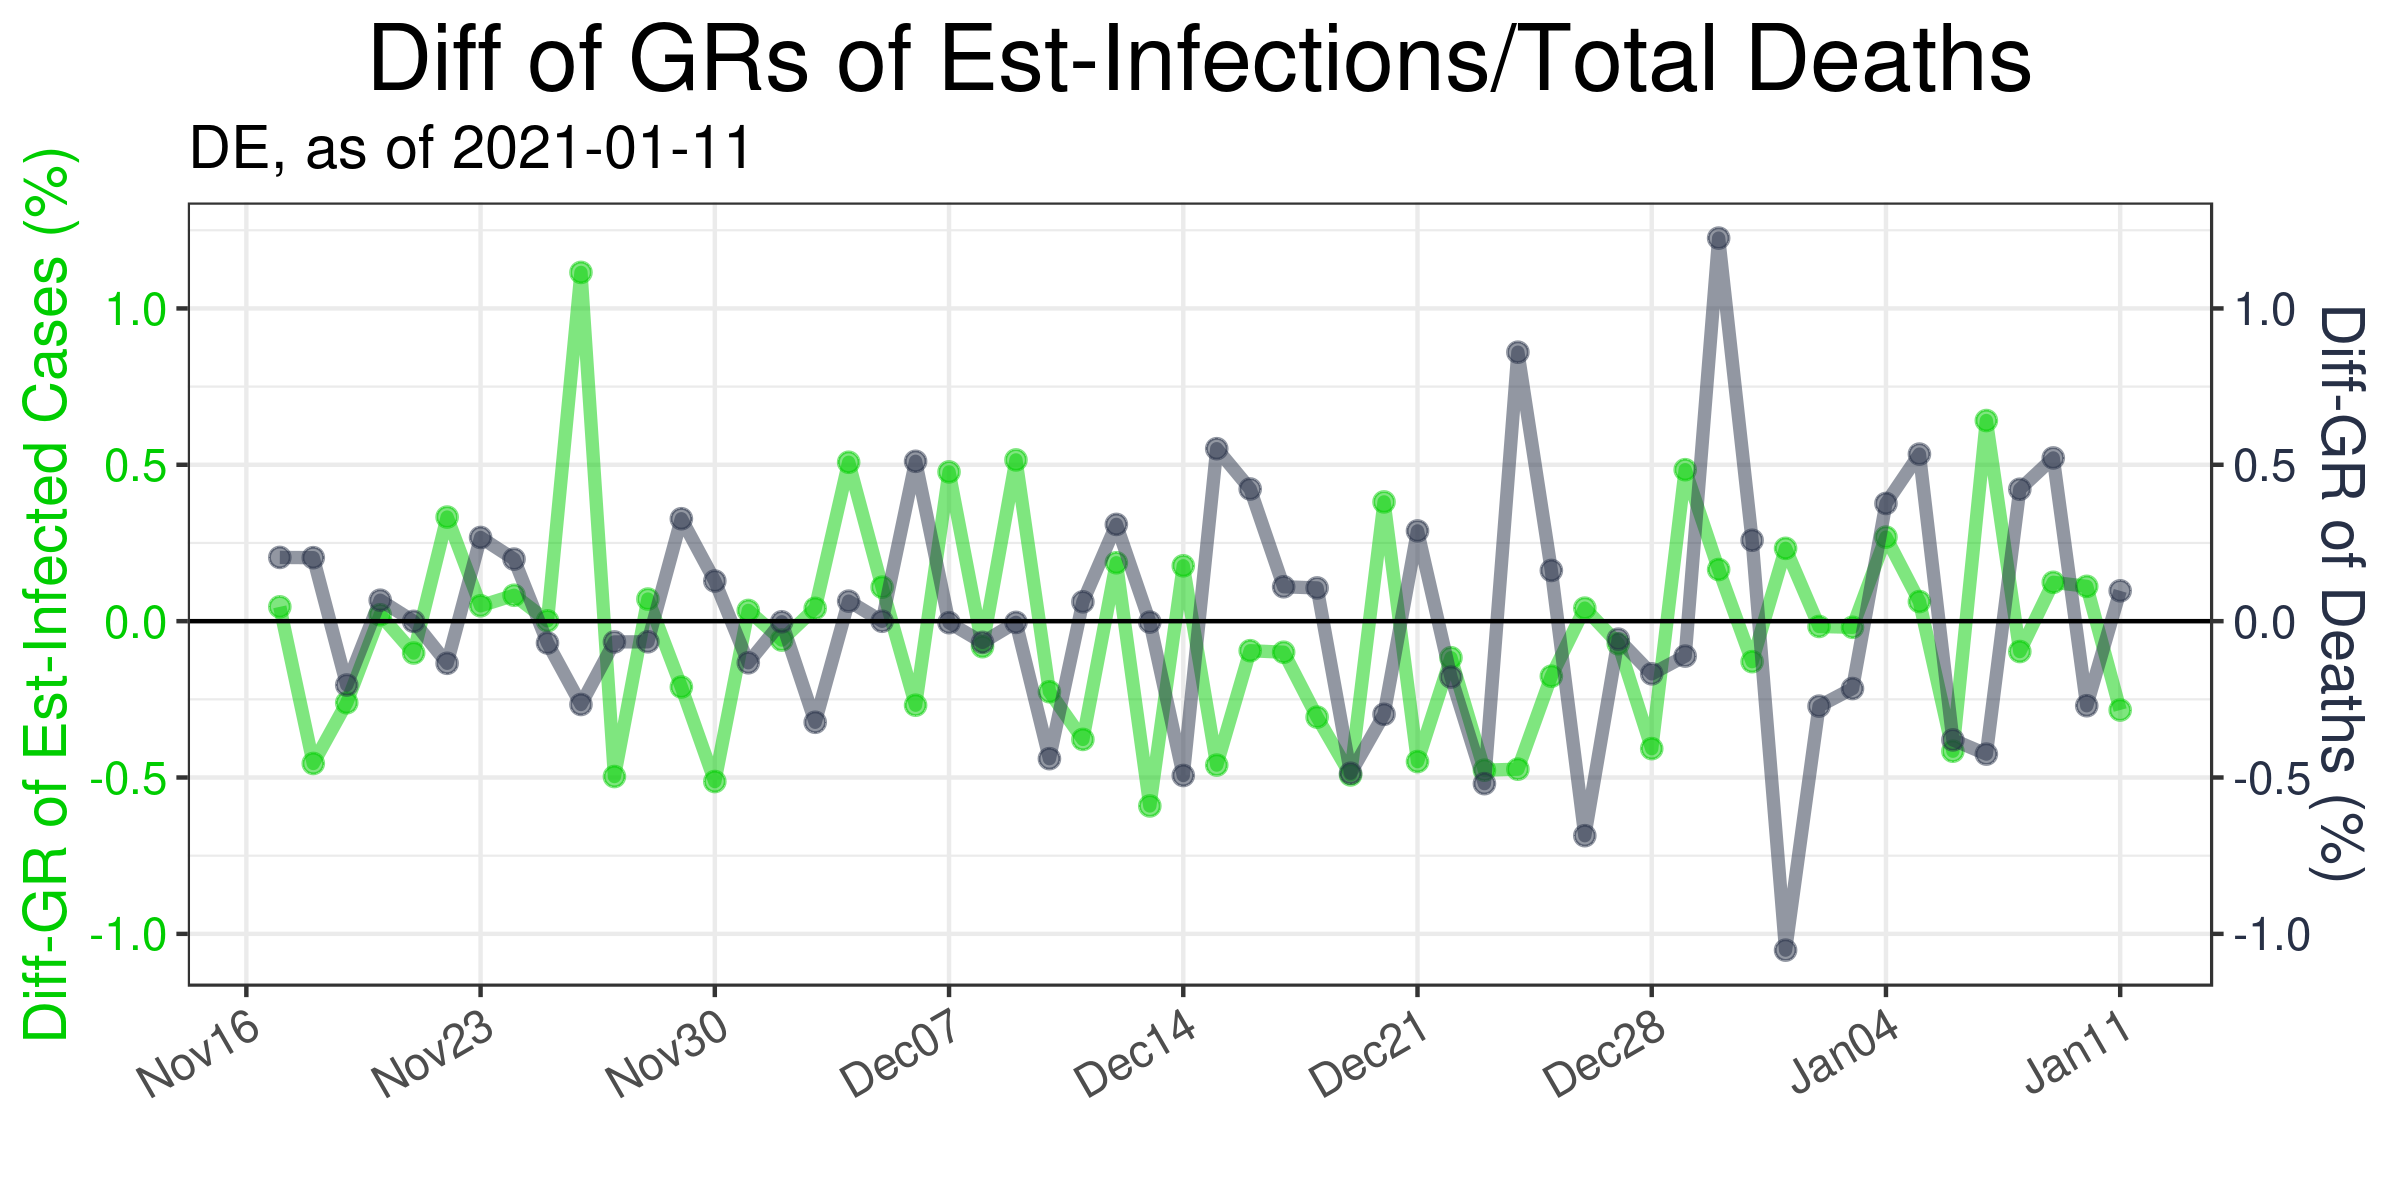 Diff of GRs of Est-Infections/Total Deaths
DE, as of 2021-01-11
Diff-GR of Est-Infected Cases (%)
1.0
0.5
0.0
-0.5
-1.0
1.0
0.5
0.0
-0.5
-1.0
Diff-GR of Deaths (%)
Nov16
Nov23
Nov30
Dec07
Dec14
Dec21
Dec28
Jan04
Jan11